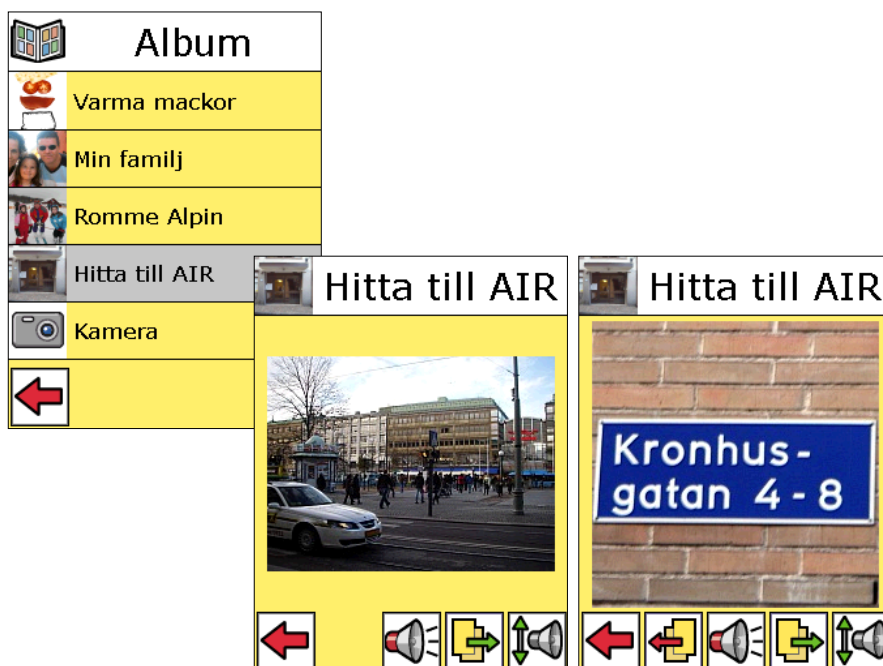 Album
Varma mackor
Min familj
Romme Alpin
Hitta till AIR
Kamera
Hitta till AIR
Hitta till AIR
Kronhus-
gatan 4 - 8